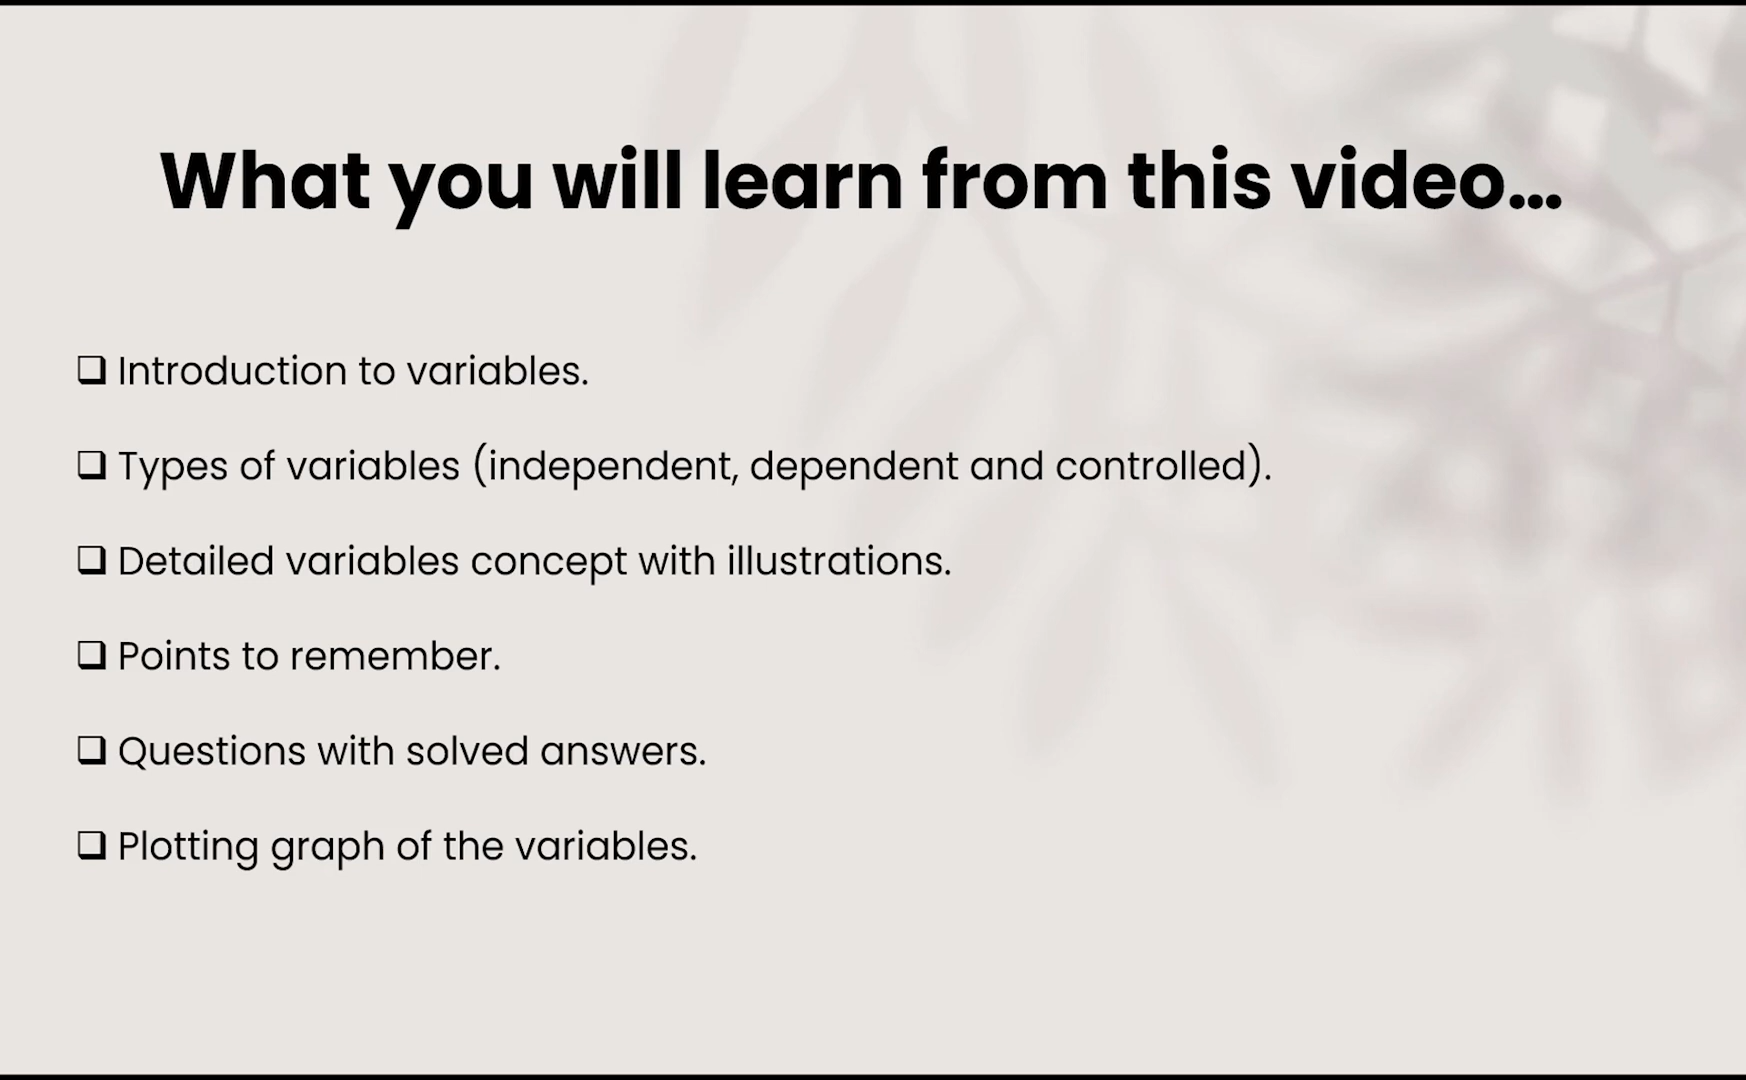 What you will learn from this video...
❑ Introduction to variables.
❑ Types of variables (independent, dependent and controlled).
❑ Detailed variables concept with illustrations.
❑ Points to remember.
❑ Questions with solved answers.
❑ Plotting graph of the variables.